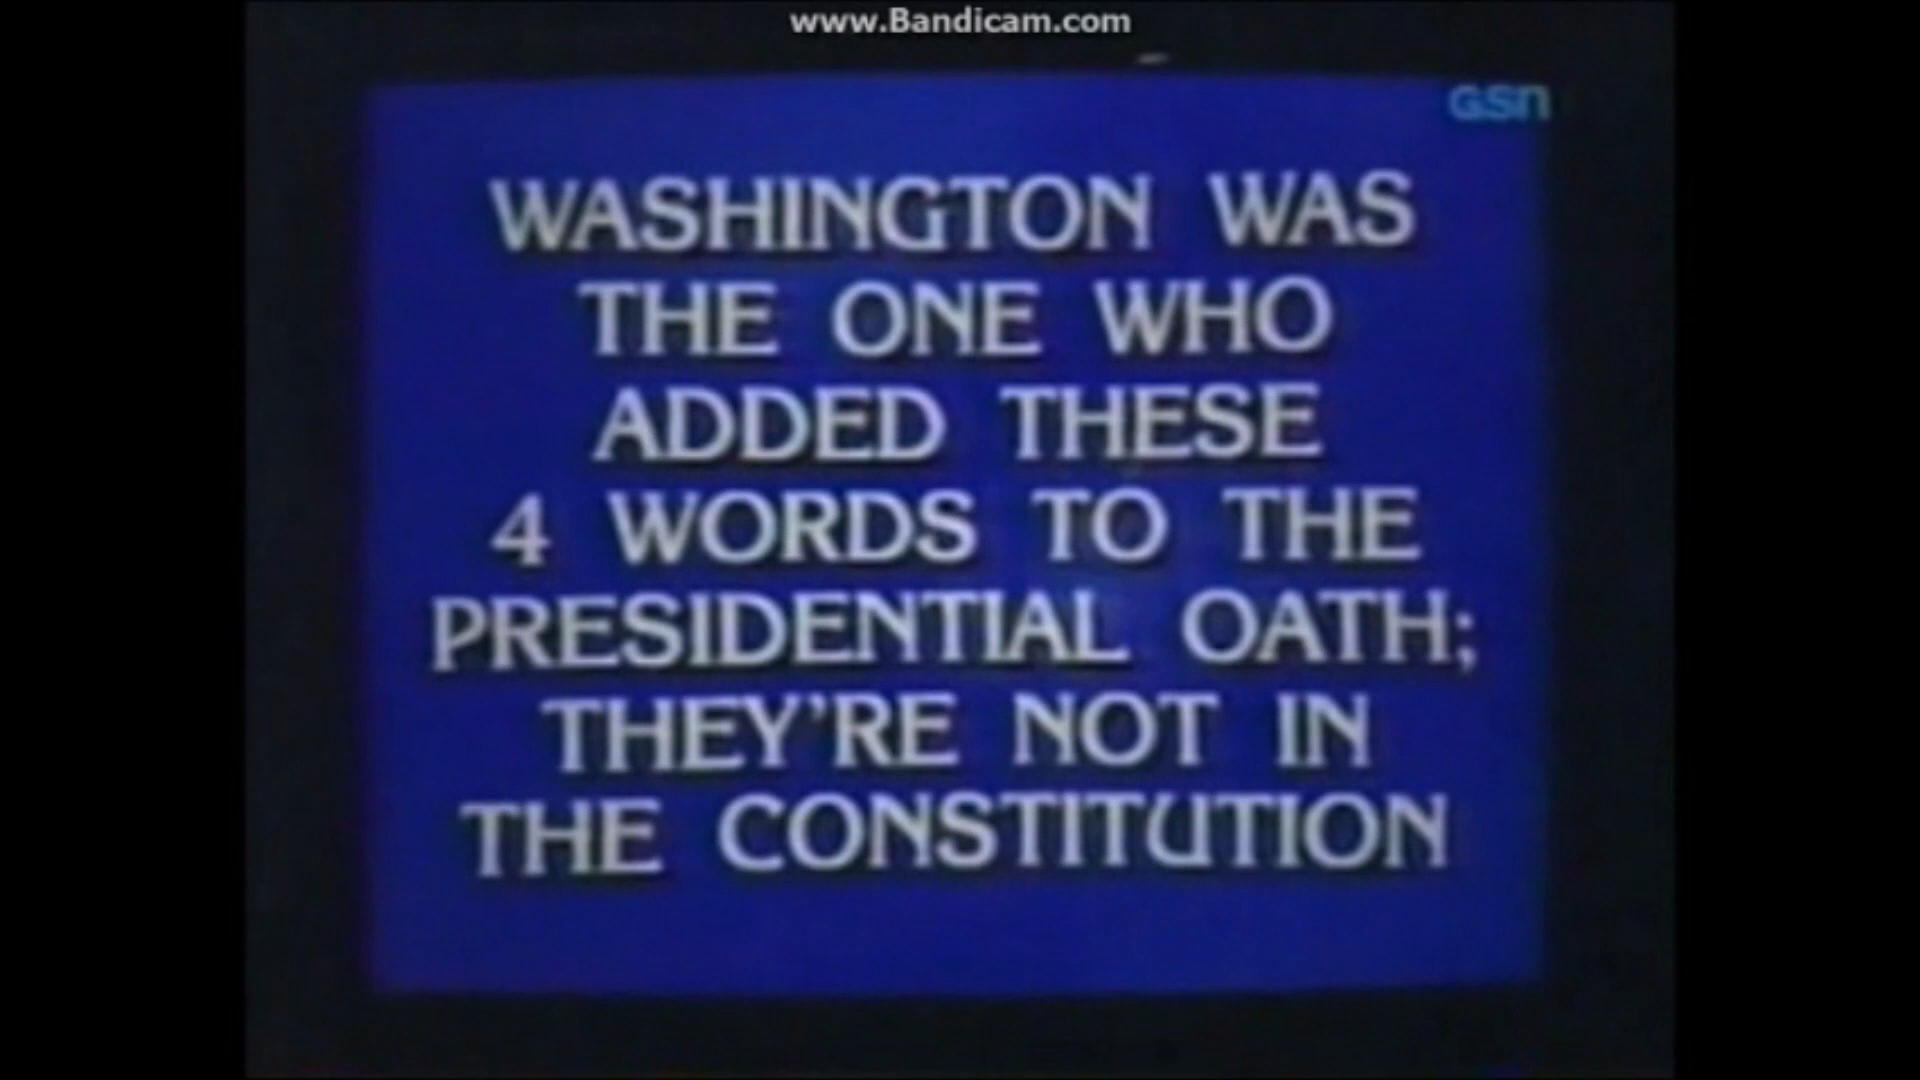 www.Bandicam.com
GSN
WASHINGTON WAS
THE ONE WHO
ADDED THESE
4 WORDS TO THE
PRESIDENTIAL OATH;
THEY'RE NOT IN
THE CONSTITUTION